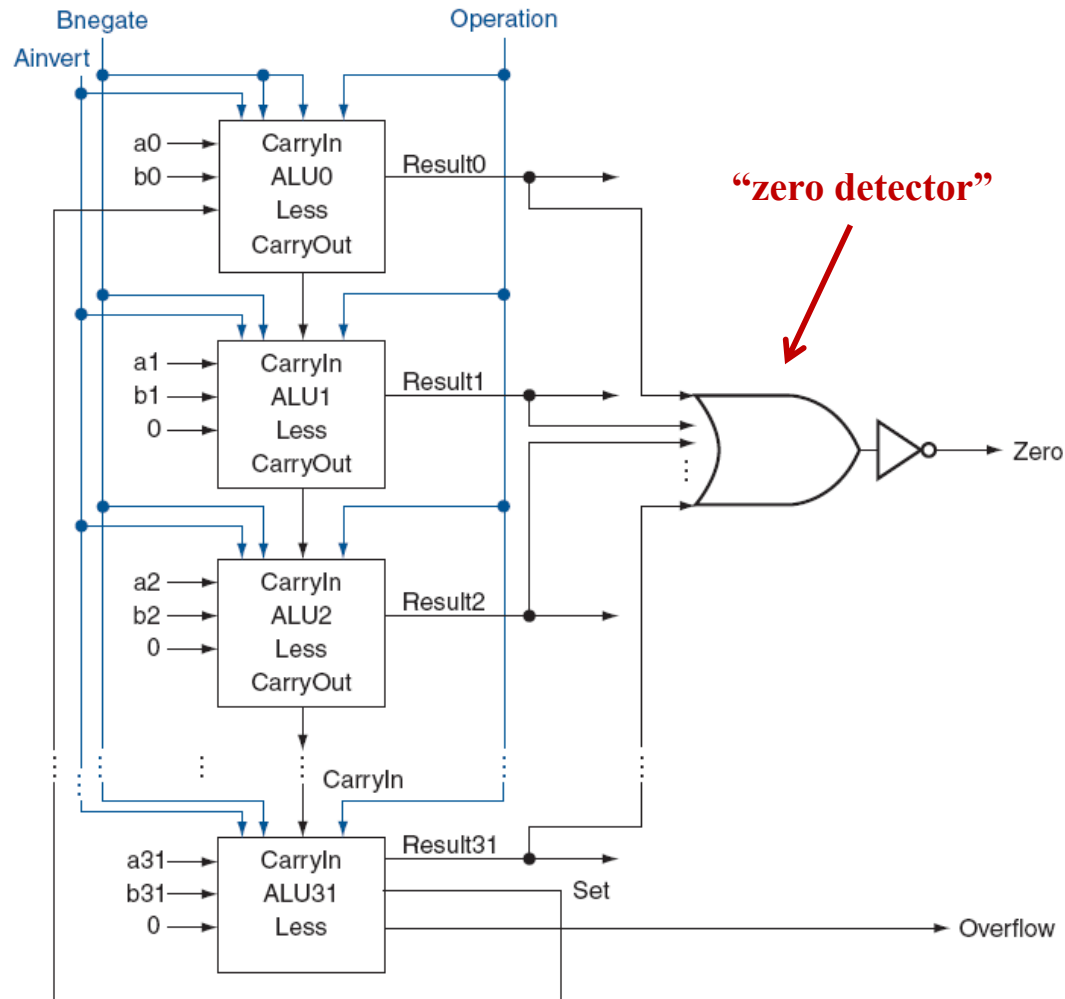 Bnegate
Operation
Ainvert
a0
b0
CarryIn
ALU0
Less
CarryOut
Result0
“zero detector”
a1
b1
0
CarryIn
ALU1
Less
CarryOut
Result1
Zero
a2
b2
0
CarryIn
ALU2
Less
CarryOut
Result2
CarryIn
a31
b31
0
CarryIn
ALU31
Less
Result31
Set
Overflow